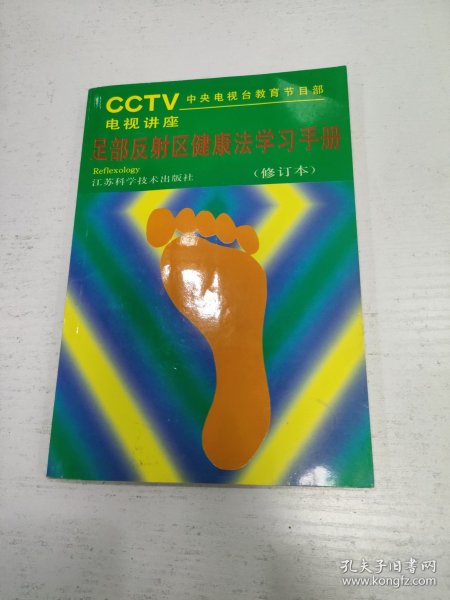 CCTV 中央电视台教育节目部
电视讲座
足部反射区健康法学习手册
Reflexology
(修订本)
江苏科学技术出版社
孔夫子旧书网
www.kongfz.com